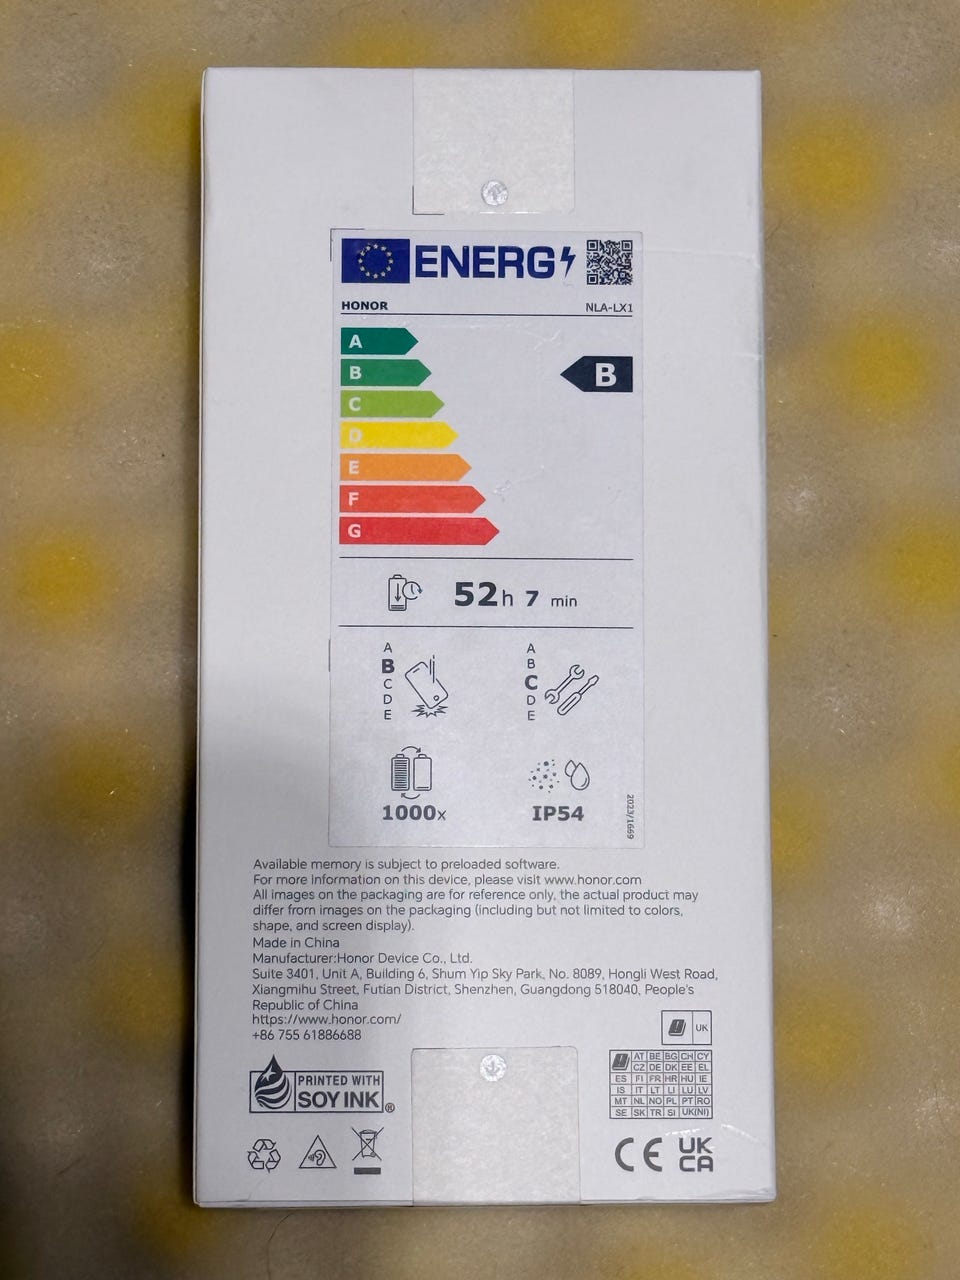 ENERG
HONOR NLA-LX1
A
B
B
C
D
E
F
G
52h 7 min
A
B
C
D
E
A
B
C
D
E
1000x
IP54
2023/1669
Available memory is subject to preloaded software.
For more information on this device, please visit www.honor.com
All images on the packaging are for reference only, the actual product may
differ from images on the packaging (including but not limited to colors,
shape, and screen display).
Made in China
Manufacturer:Honor Device Co., Ltd.
Suite 3401, Unit A, Building 6, Shum Yip Sky Park, No. 8089, Hongli West Road,
Xiangmihu Street, Futian District, Shenzhen, Guangdong 518040, People's
Republic of China
https://www.honor.com/
+86 755 61886688
UK
AT BE BG CH CY
CZ DE DK EE EL
ES FI FR HR HU IE
IS IT LT LI LU LV
MT NL NO PL PT RO
SE SK TR SI UK(NI)
PRINTED WITH
SOY INK®
CE
UK
CA